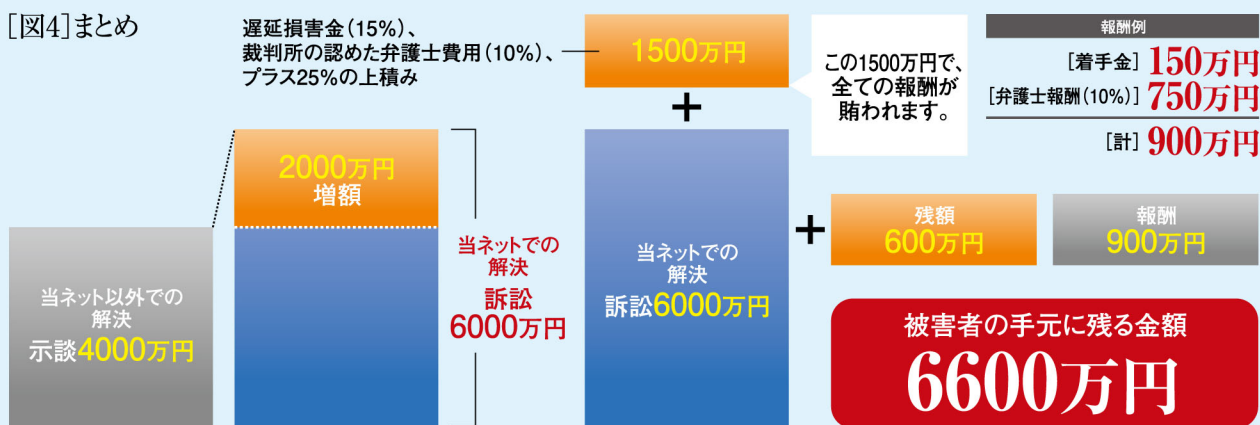 [図4]まとめ
遅延損害金(15%)、
裁判所の認めた弁護士費用(10%)、
プラス25%の上積み
1500万円
この1500万円で、
全ての報酬が
賄われます。
報酬例
[着手金] 150万円
[弁護士報酬(10%)] 750万円
[計] 900万円
+
2000万円
増額
当ネット以外での
解決
示談4000万円
当ネットでの
解決
訴訟
6000万円
当ネットでの
解決
訴訟6000万円
+
残額
600万円
報酬
900万円
被害者の手元に残る金額
6600万円